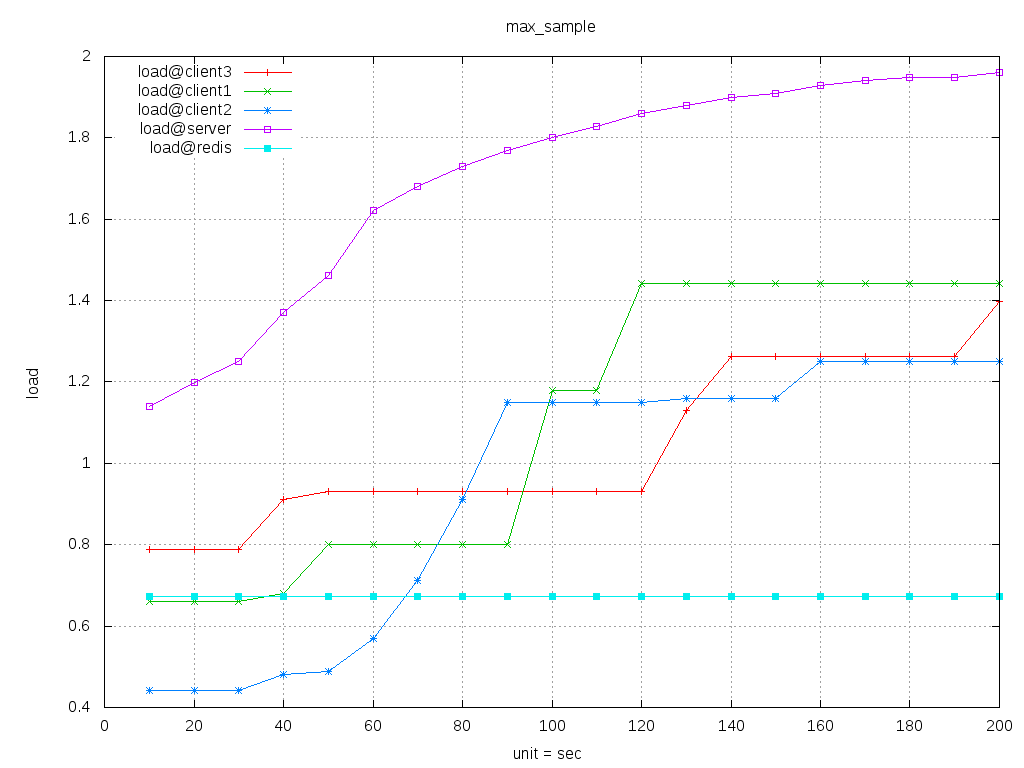 max_sample
load@client3
load@client1
load@client2
load@server
load@redis
2
1.8
1.6
1.4
1.2
1
0.8
0.6
0.4
load
0 20 40 60 80 100 120 140 160 180 200
unit = sec